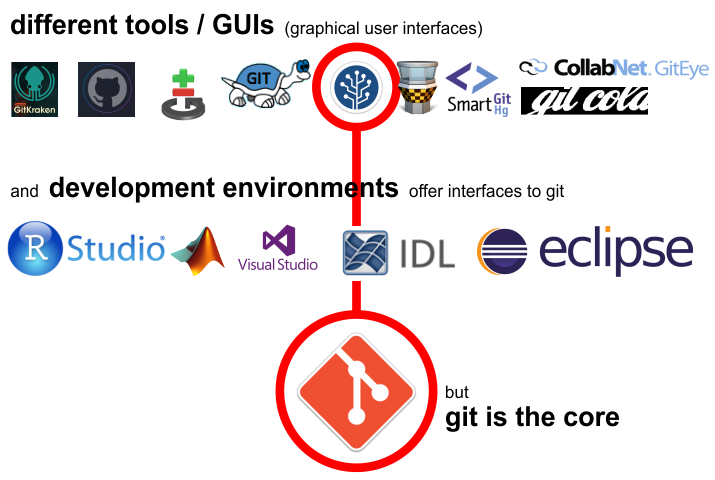 different tools / GUIs (graphical user interfaces)
GitKraken
GIT
SmartGit
Hg
CollabNet. GitEye
git cola
and development environments offer interfaces to git
R Studio®
Visual Studio
IDL
eclipse
but
git is the core